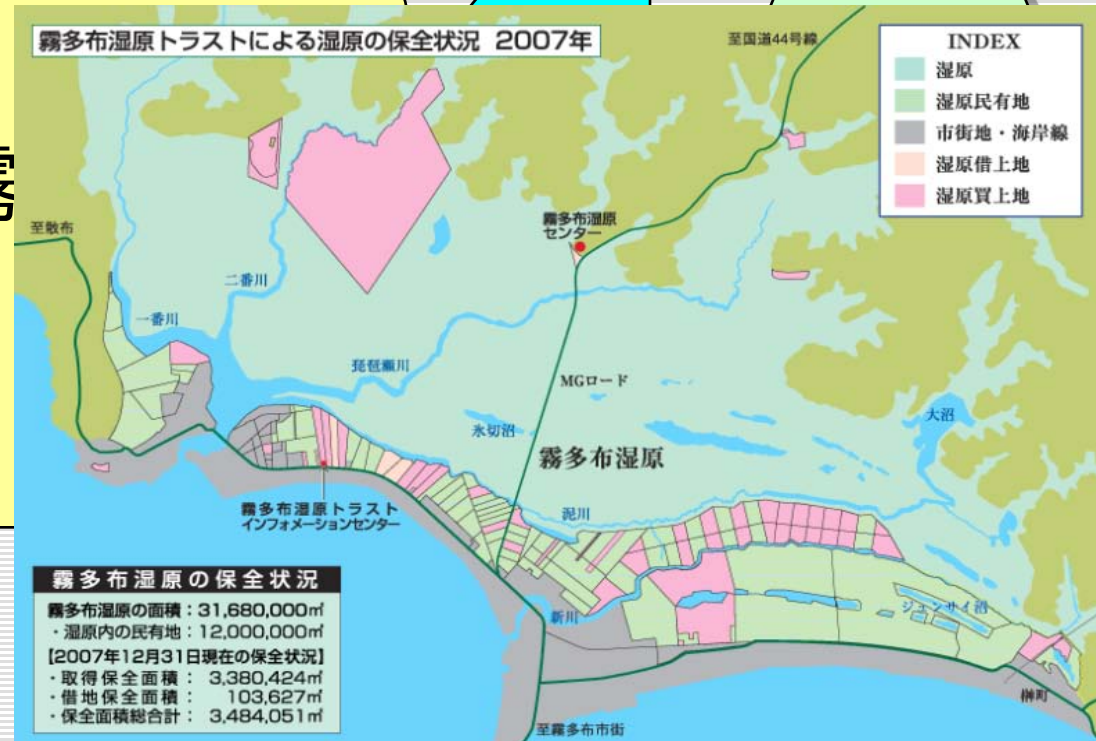 霧多布湿原トラストによる湿原の保全状況 2007年
至国道44号線
INDEX
湿原
湿原民有地
市街地・海岸線
湿原借上地
湿原買上地
至散布
霧多布湿原
センター
二番川
一番川
琵琶瀬川
MGロード
大沼
氷切沼
霧多布湿原
霧多布湿原トラスト
インフォメーションセンター
泥川
新川
ジュンサイ沼
榊町
至霧多布市街
霧多布湿原の保全状況
霧多布湿原の面積：31,680,000㎡
・湿原内の民有地：12,000,000㎡
【2007年12月31日現在の保全状況】
・取得保全面積： 3,380,424㎡
・借地保全面積： 103,627㎡
・保全面積総合計： 3,484,051㎡